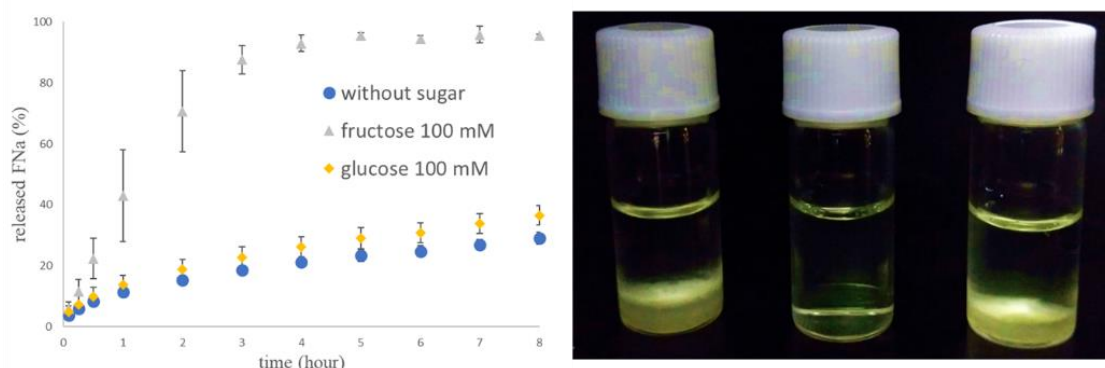 100
80
60
40
20
0
released FNa (%)
without sugar
fructose 100 mM
glucose 100 mM
0 1 2 3 4 5 6 7 8
time (hour)